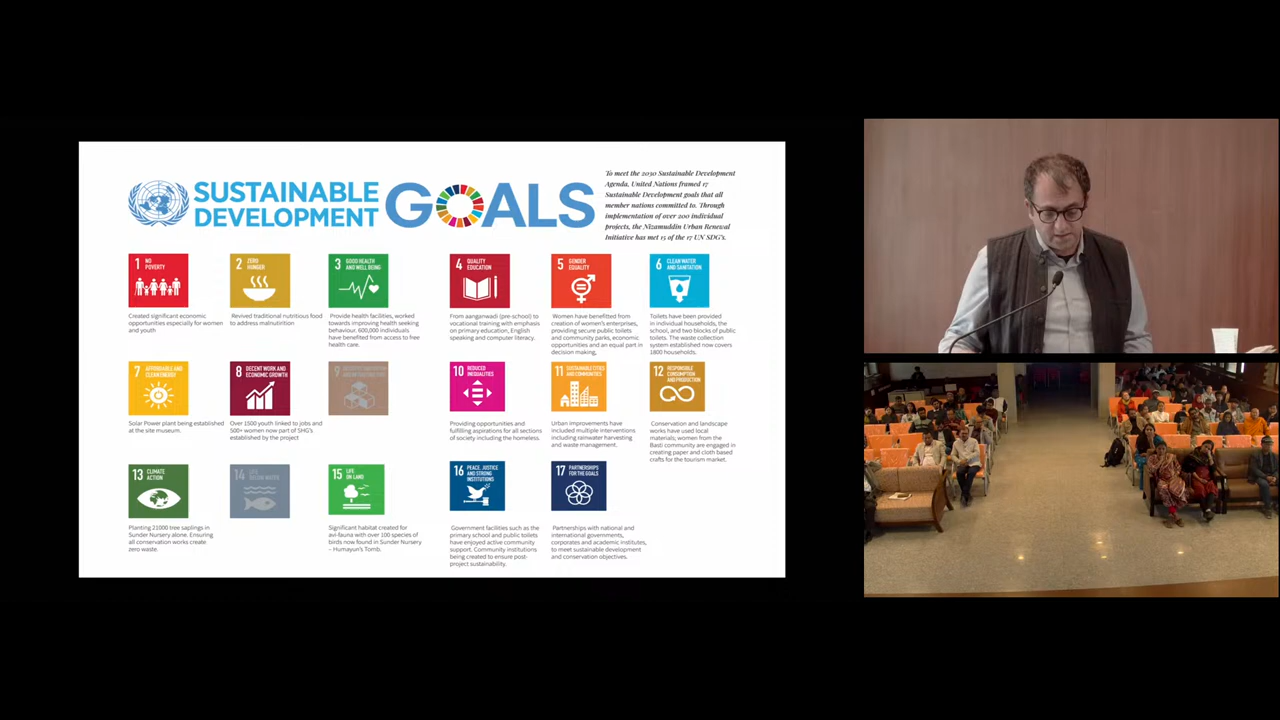 SUSTAINABLE
DEVELOPMENT
GOALS
To meet the 2030 Sustainable Development
Agenda, United Nations framed 17
Sustainable Development goals that all
member nations committed to. Through
implementation of over 200 individual
projects, the Nizamuddin Urban Renewal
Initiative has met 15 of the 17 UN SDG's.
1 NO
POVERTY
Created significant economic
opportunities especially for women
and youth
2 ZERO
HUNGER
Revived traditional nutritious food
to address malnutrition
3 GOOD HEALTH
AND WELL BEING
Provide health facilities, worked
towards improving health seeking
behaviour. 600,000 individuals
have benefited from access to free
health care.
4 QUALITY
EDUCATION
From aanganwadi (pre-school) to
vocational training with emphasis
on primary education, English
speaking and computer literacy.
5 GENDER
EQUALITY
Women have benefitted from
creation of women's enterprises,
providing secure public toilets
and community parks, economic
opportunities and an equal part in
decision making,
6 CLEAN WATER
AND SANITATION
Toilets have been provided
in individual households, the
school, and two blocks of public
toilets. The waste collection
system established now covers
1800 households.
7 AFFORDABLE AND
CLEAN ENERGY
Solar Power plant being established
at the site museum.
8 DECENT WORK AND
ECONOMIC GROWTH
Over 1500 youth linked to jobs and
500+ women now part of SHG's
established by the project
9
10 REDUCED
INEQUALITIES
Providing opportunities and
fulfilling aspirations for all sections
of society including the homeless.
11 SUSTAINABLE CITIES
AND COMMUNITIES
Urban improvements have
included multiple interventions
including rainwater harvesting
and waste management.
12 RESPONSIBLE
CONSUMPTION
AND PRODUCTION
Conservation and landscape
works have used local
materials; women from the
Basti community are engaged in
creating paper and cloth based
crafts for the tourism market.
13 CLIMATE
ACTION
Planting 21000 tree saplings in
Sunder Nursery alone. Ensuring
all conservation works create
zero waste.
14 LIFE
BELOW WATER
15 LIFE
ON LAND
Significant habitat created for
avi-fauna with over 100 species of
birds now found in Sunder Nursery
– Humayun's Tomb.
16 PEACE, JUSTICE
AND STRONG
INSTITUTIONS
Government facilities such as the
primary school and public toilets
have enjoyed active community
support. Community institutions
being created to ensure post-
project sustainability.
17 PARTNERSHIPS
FOR THE GOALS
Partnerships with national and
international governments,
corporates and academic institutes,
to meet sustainable development
and conservation objectives.